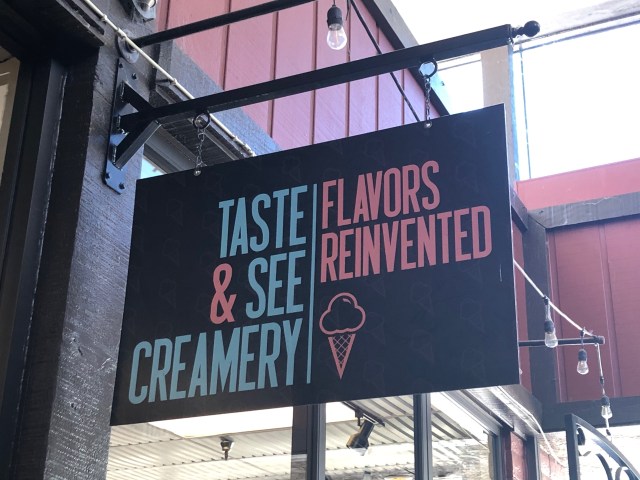 TASTE
& SEE
CREAMERY
FLAVORS
REINVENTED